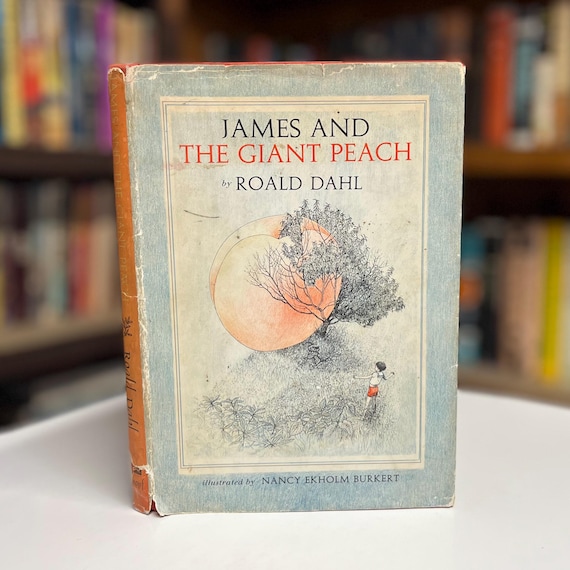 JAMES AND
THE GIANT PEACH
by ROALD DAHL
illustrated by NANCY EKHOLM BURKERT
Roald Dahl